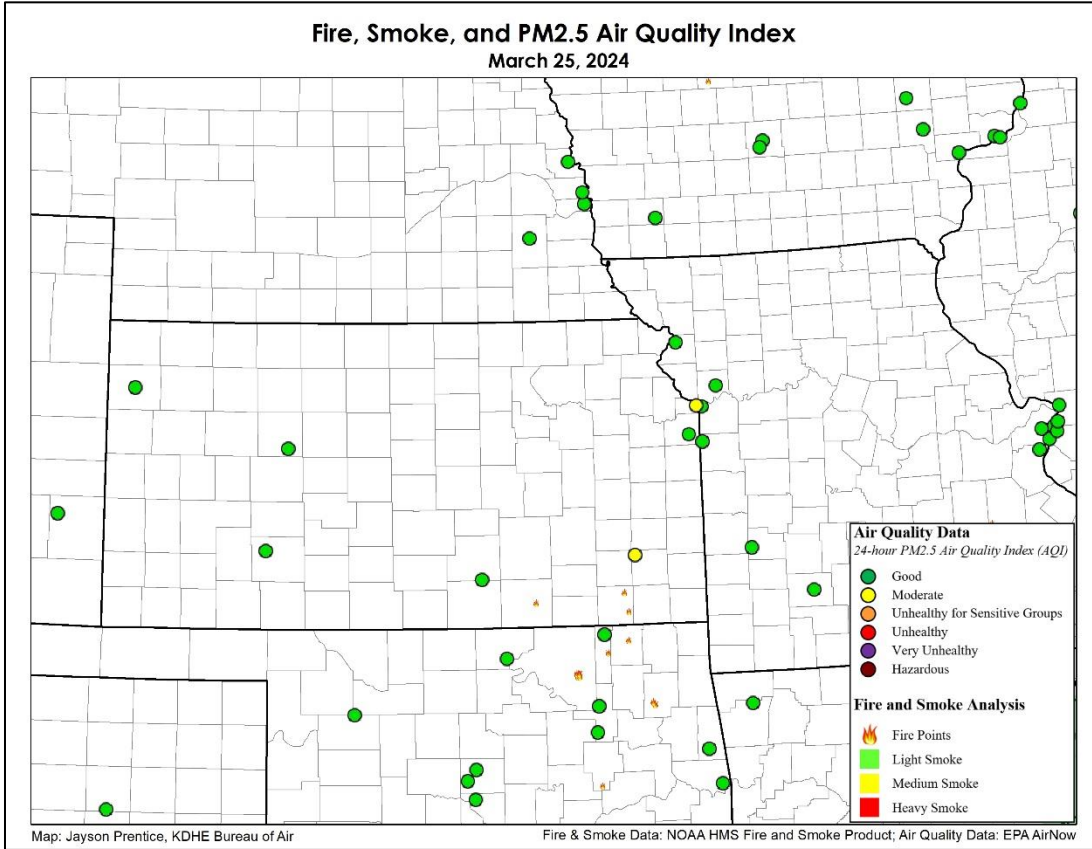 Fire, Smoke, and PM2.5 Air Quality Index
March 25, 2024
Air Quality Data
24-hour PM2.5 Air Quality Index (AQI)
Good
Moderate
Unhealthy for Sensitive Groups
Unhealthy
Very Unhealthy
Hazardous
Fire and Smoke Analysis
Fire Points
Light Smoke
Medium Smoke
Heavy Smoke
Map: Jayson Prentice, KDHE Bureau of Air
Fire & Smoke Data: NOAA HMS Fire and Smoke Product; Air Quality Data: EPA AirNow